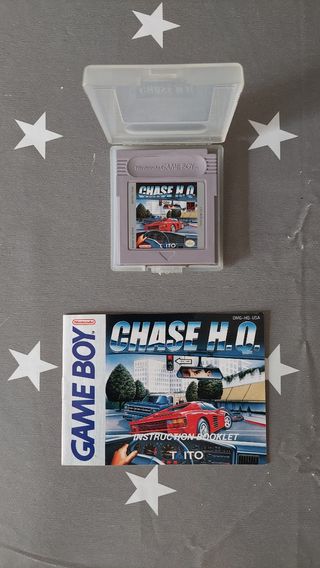 Nintendo GAME BOY
CHASE H.Q.
TAITO
DMG-HQ-USA
Nintendo
GAME BOY
CHASE H.Q.
INSTRUCTION BOOKLET
TAITO